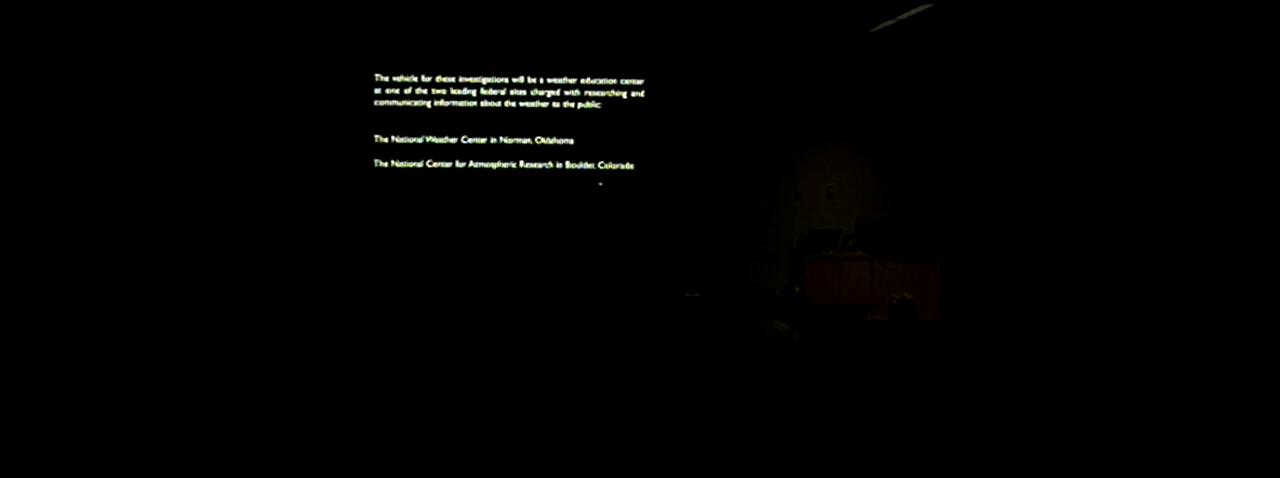 The vehicle for these investigations will be a weather education center
at one of the two leading federal sites charged with researching and
communicating information about the weather to the public:
The National Weather Center in Norman, Oklahoma
The National Center for Atmospheric Research in Boulder, Colorado